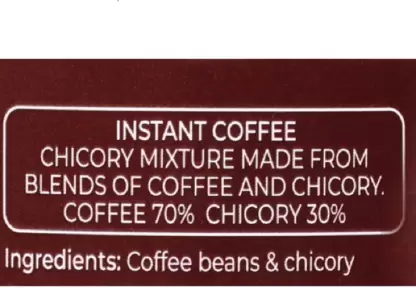 INSTANT COFFEE
CHICORY MIXTURE MADE FROM
BLENDS OF COFFEE AND CHICORY.
COFFEE 70% CHICORY 30%
Ingredients: Coffee beans & chicory